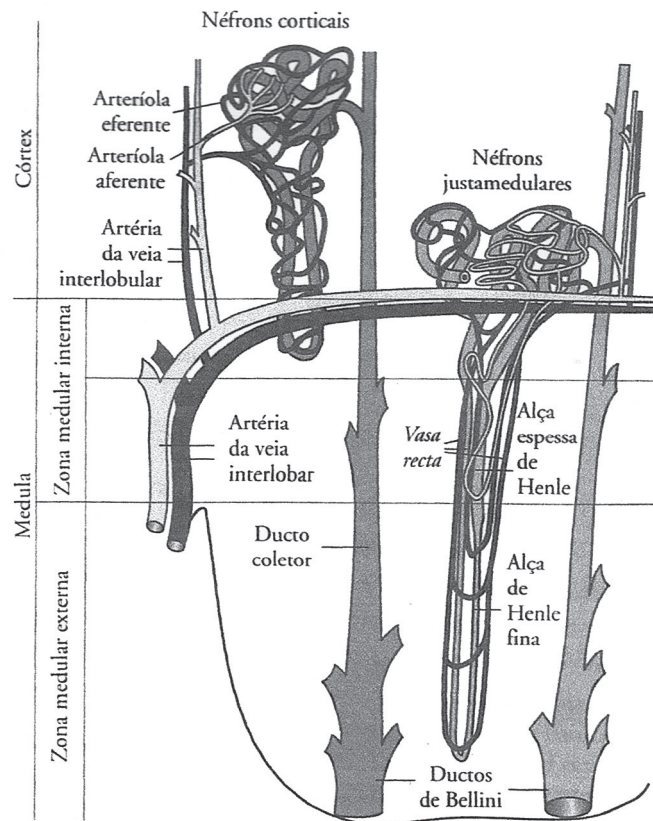 Néfrons corticais
Arteríola
eferente
Arteríola
aferente
Artéria
da veia
interlobular
Néfrons
justamedulares
Córtex
Medula
Zona medular interna
Zona medular externa
Artéria
da veia
interlobar
Vasa
recta
Alça
espessa
de
Henle
Ducto
coletor
Alça
de
Henle
fina
Ductos
de Bellini